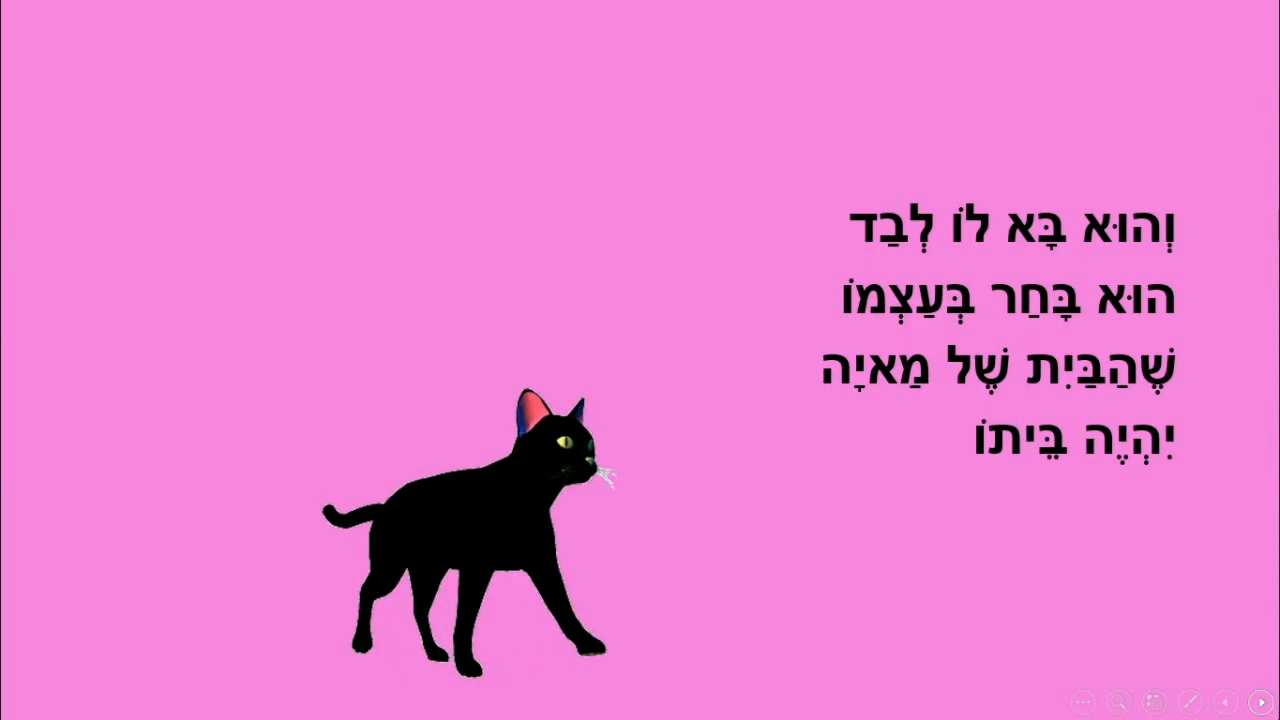 וְהוּא בָּא לוֹ לְבַד
הוּא בָּחַר בְּעַצְמוֹ
שֶׁהַבַּיִת שֶׁל מַאיָה
יִהְיֶה בֵּיתוֹ